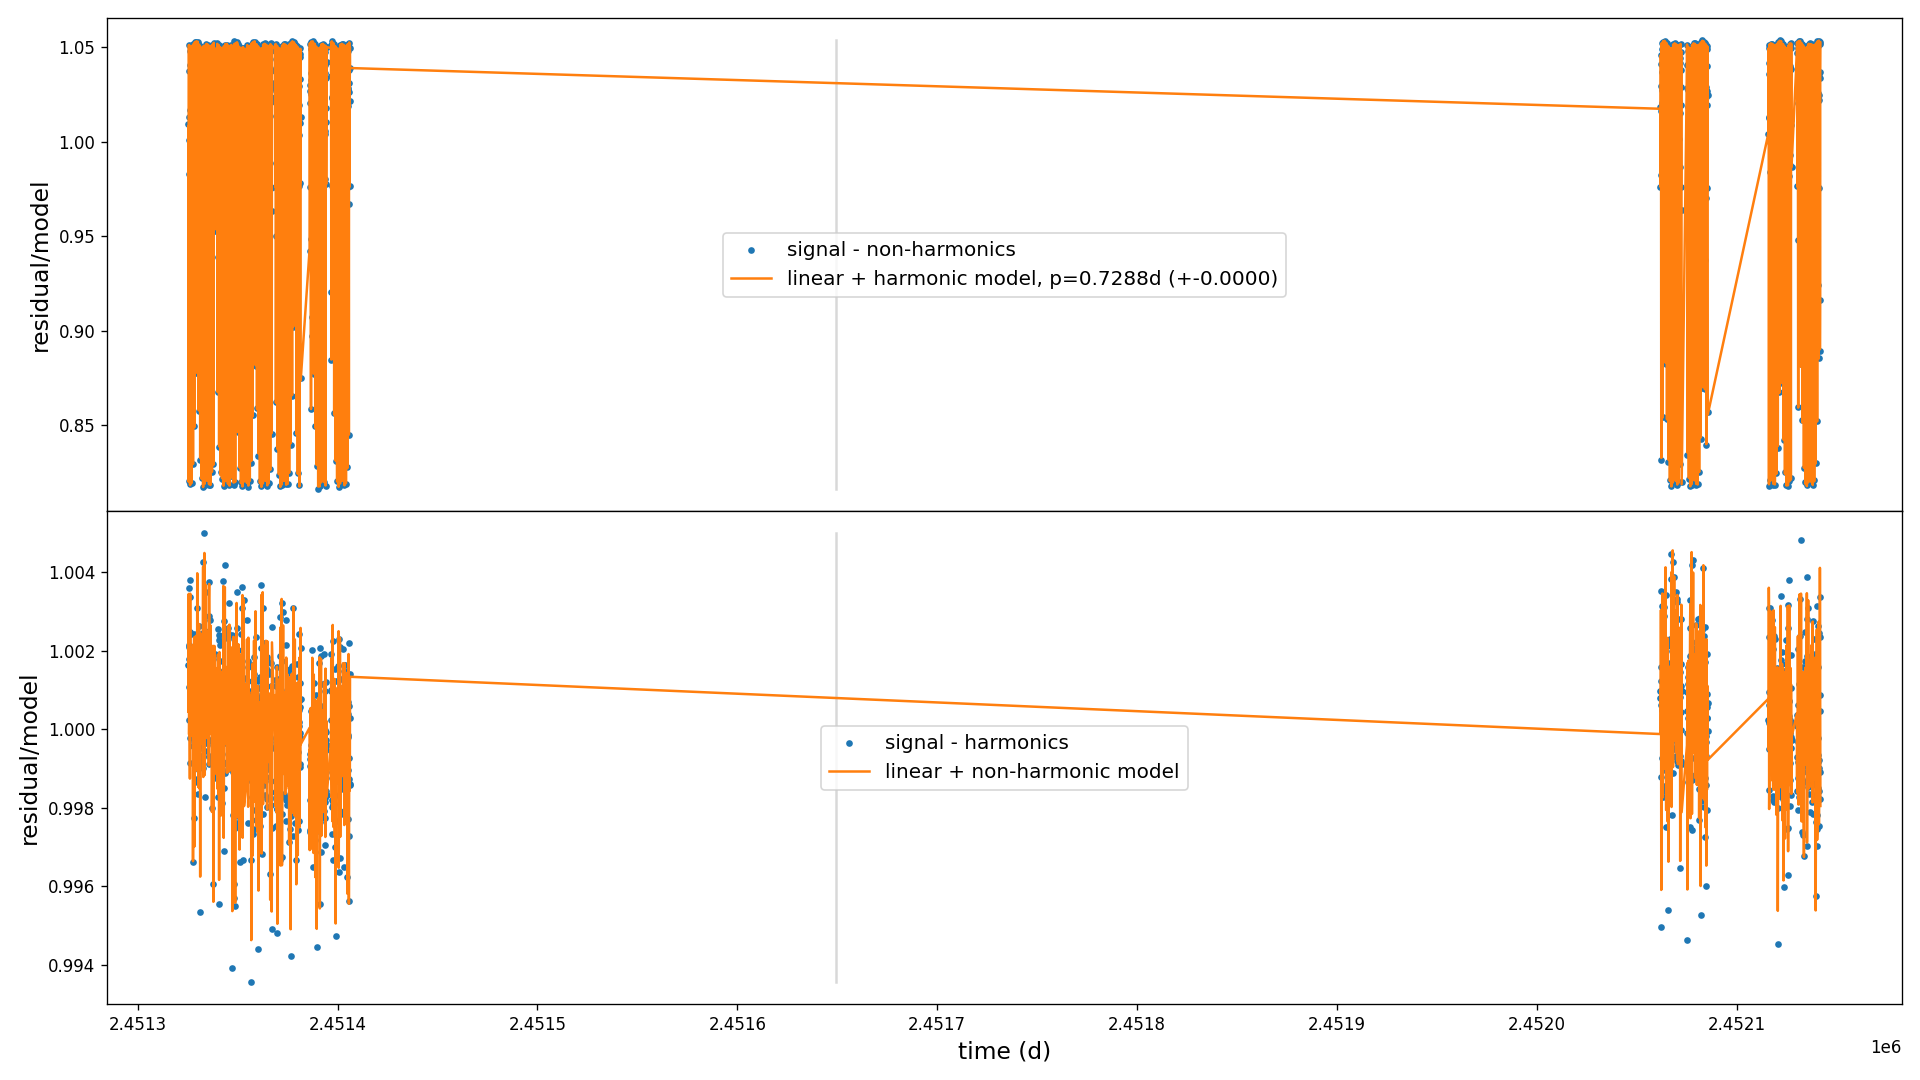 1.05
1.00
0.95
0.90
0.85
residual/model
signal - non-harmonics
linear + harmonic model, p=0.7288d (+-0.0000)
1.004
1.002
1.000
0.998
0.996
0.994
residual/model
signal - harmonics
linear + non-harmonic model
2.4513 2.4514 2.4515 2.4516 2.4517 2.4518 2.4519 2.4520 2.4521
1e6
time (d)